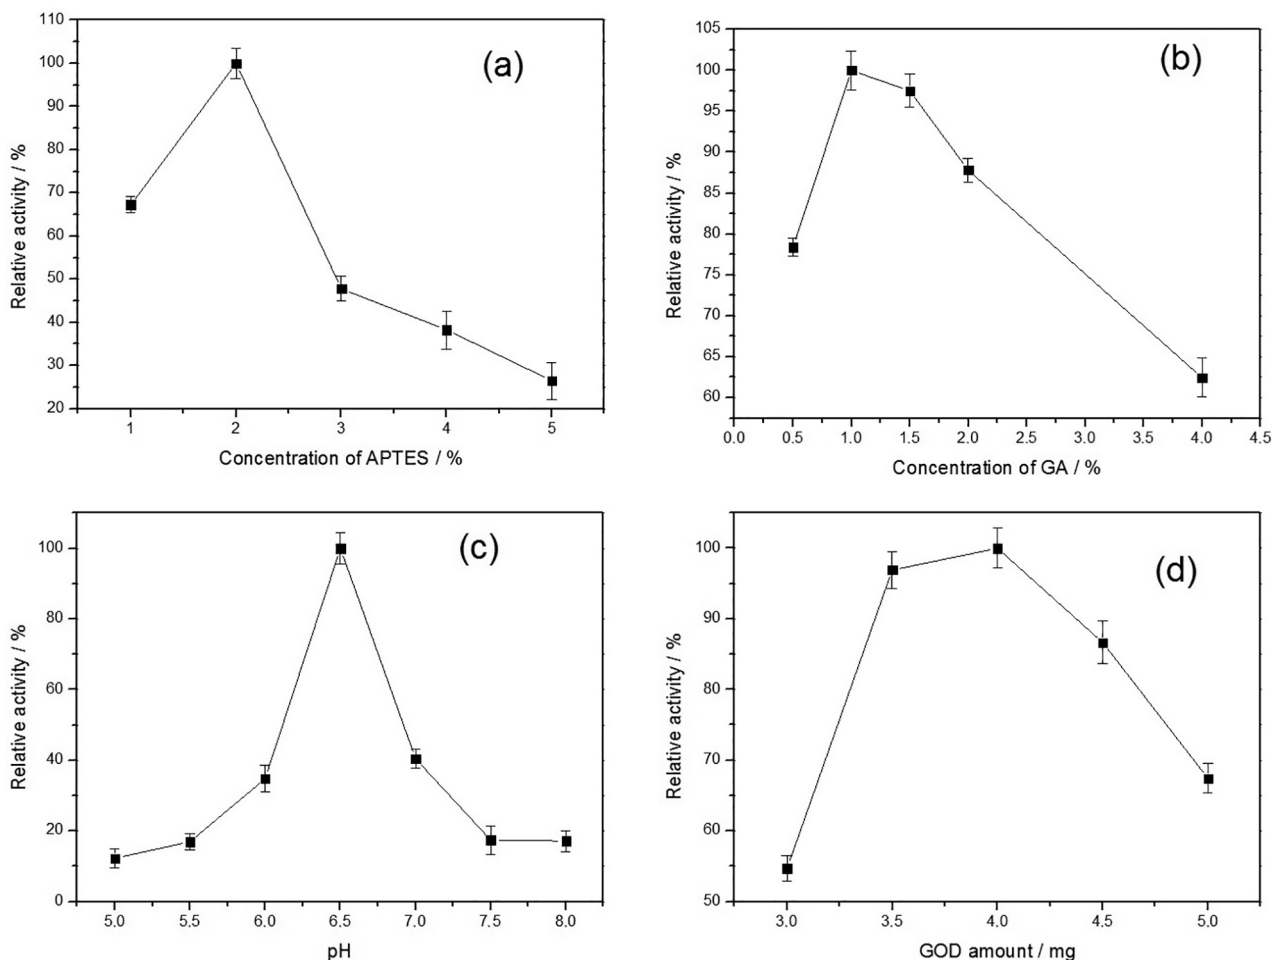 (a)
Relative activity / %
110
100
90
80
70
60
50
40
30
20
1 2 3 4 5
Concentration of APTES / %
(b)
Relative activity / %
105
100
95
90
85
80
75
70
65
60
0.0 0.5 1.0 1.5 2.0 2.5 3.0 3.5 4.0 4.5
Concentration of GA / %
(c)
Relative activity / %
100
80
60
40
20
0
5.0 5.5 6.0 6.5 7.0 7.5 8.0
pH
(d)
Relative activity / %
100
90
80
70
60
50
3.0 3.5 4.0 4.5 5.0
GOD amount / mg